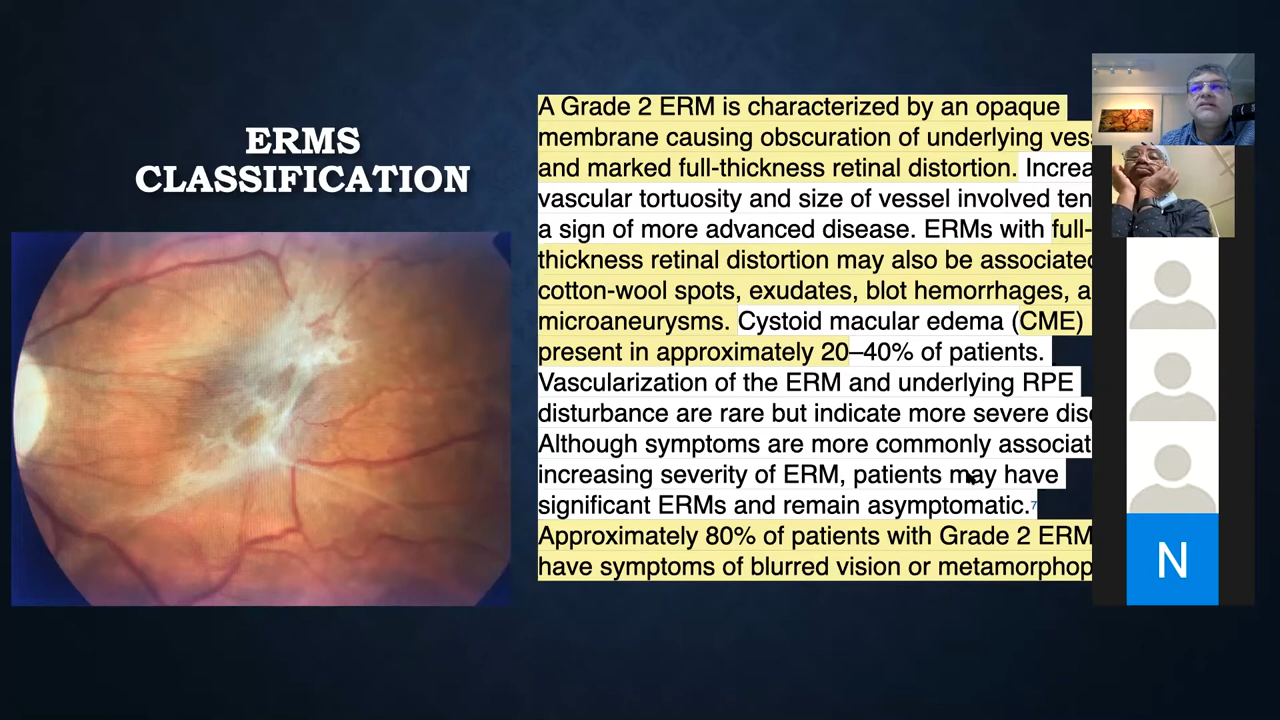 ERMS
CLASSIFICATION
A Grade 2 ERM is characterized by an opaque
membrane causing obscuration of underlying
and marked full-thickness retinal distortion.
vascular tortuosity and size of vessel involved
a sign of more advanced disease. ERMs with full-
thickness retinal distortion may also be associated
cotton-wool spots, exudates, blot hemorrhages,
microaneurysms. Cystoid macular edema (CME)
present in approximately 20–40% of patients.
Vascularization of the ERM and underlying RPE
disturbance are rare but indicate more severe
Although symptoms are more commonly
increasing severity of ERM, patients may have
significant ERMs and remain asymptomatic.7
Approximately 80% of patients with Grade 2 ERM
have symptoms of blurred vision or
N